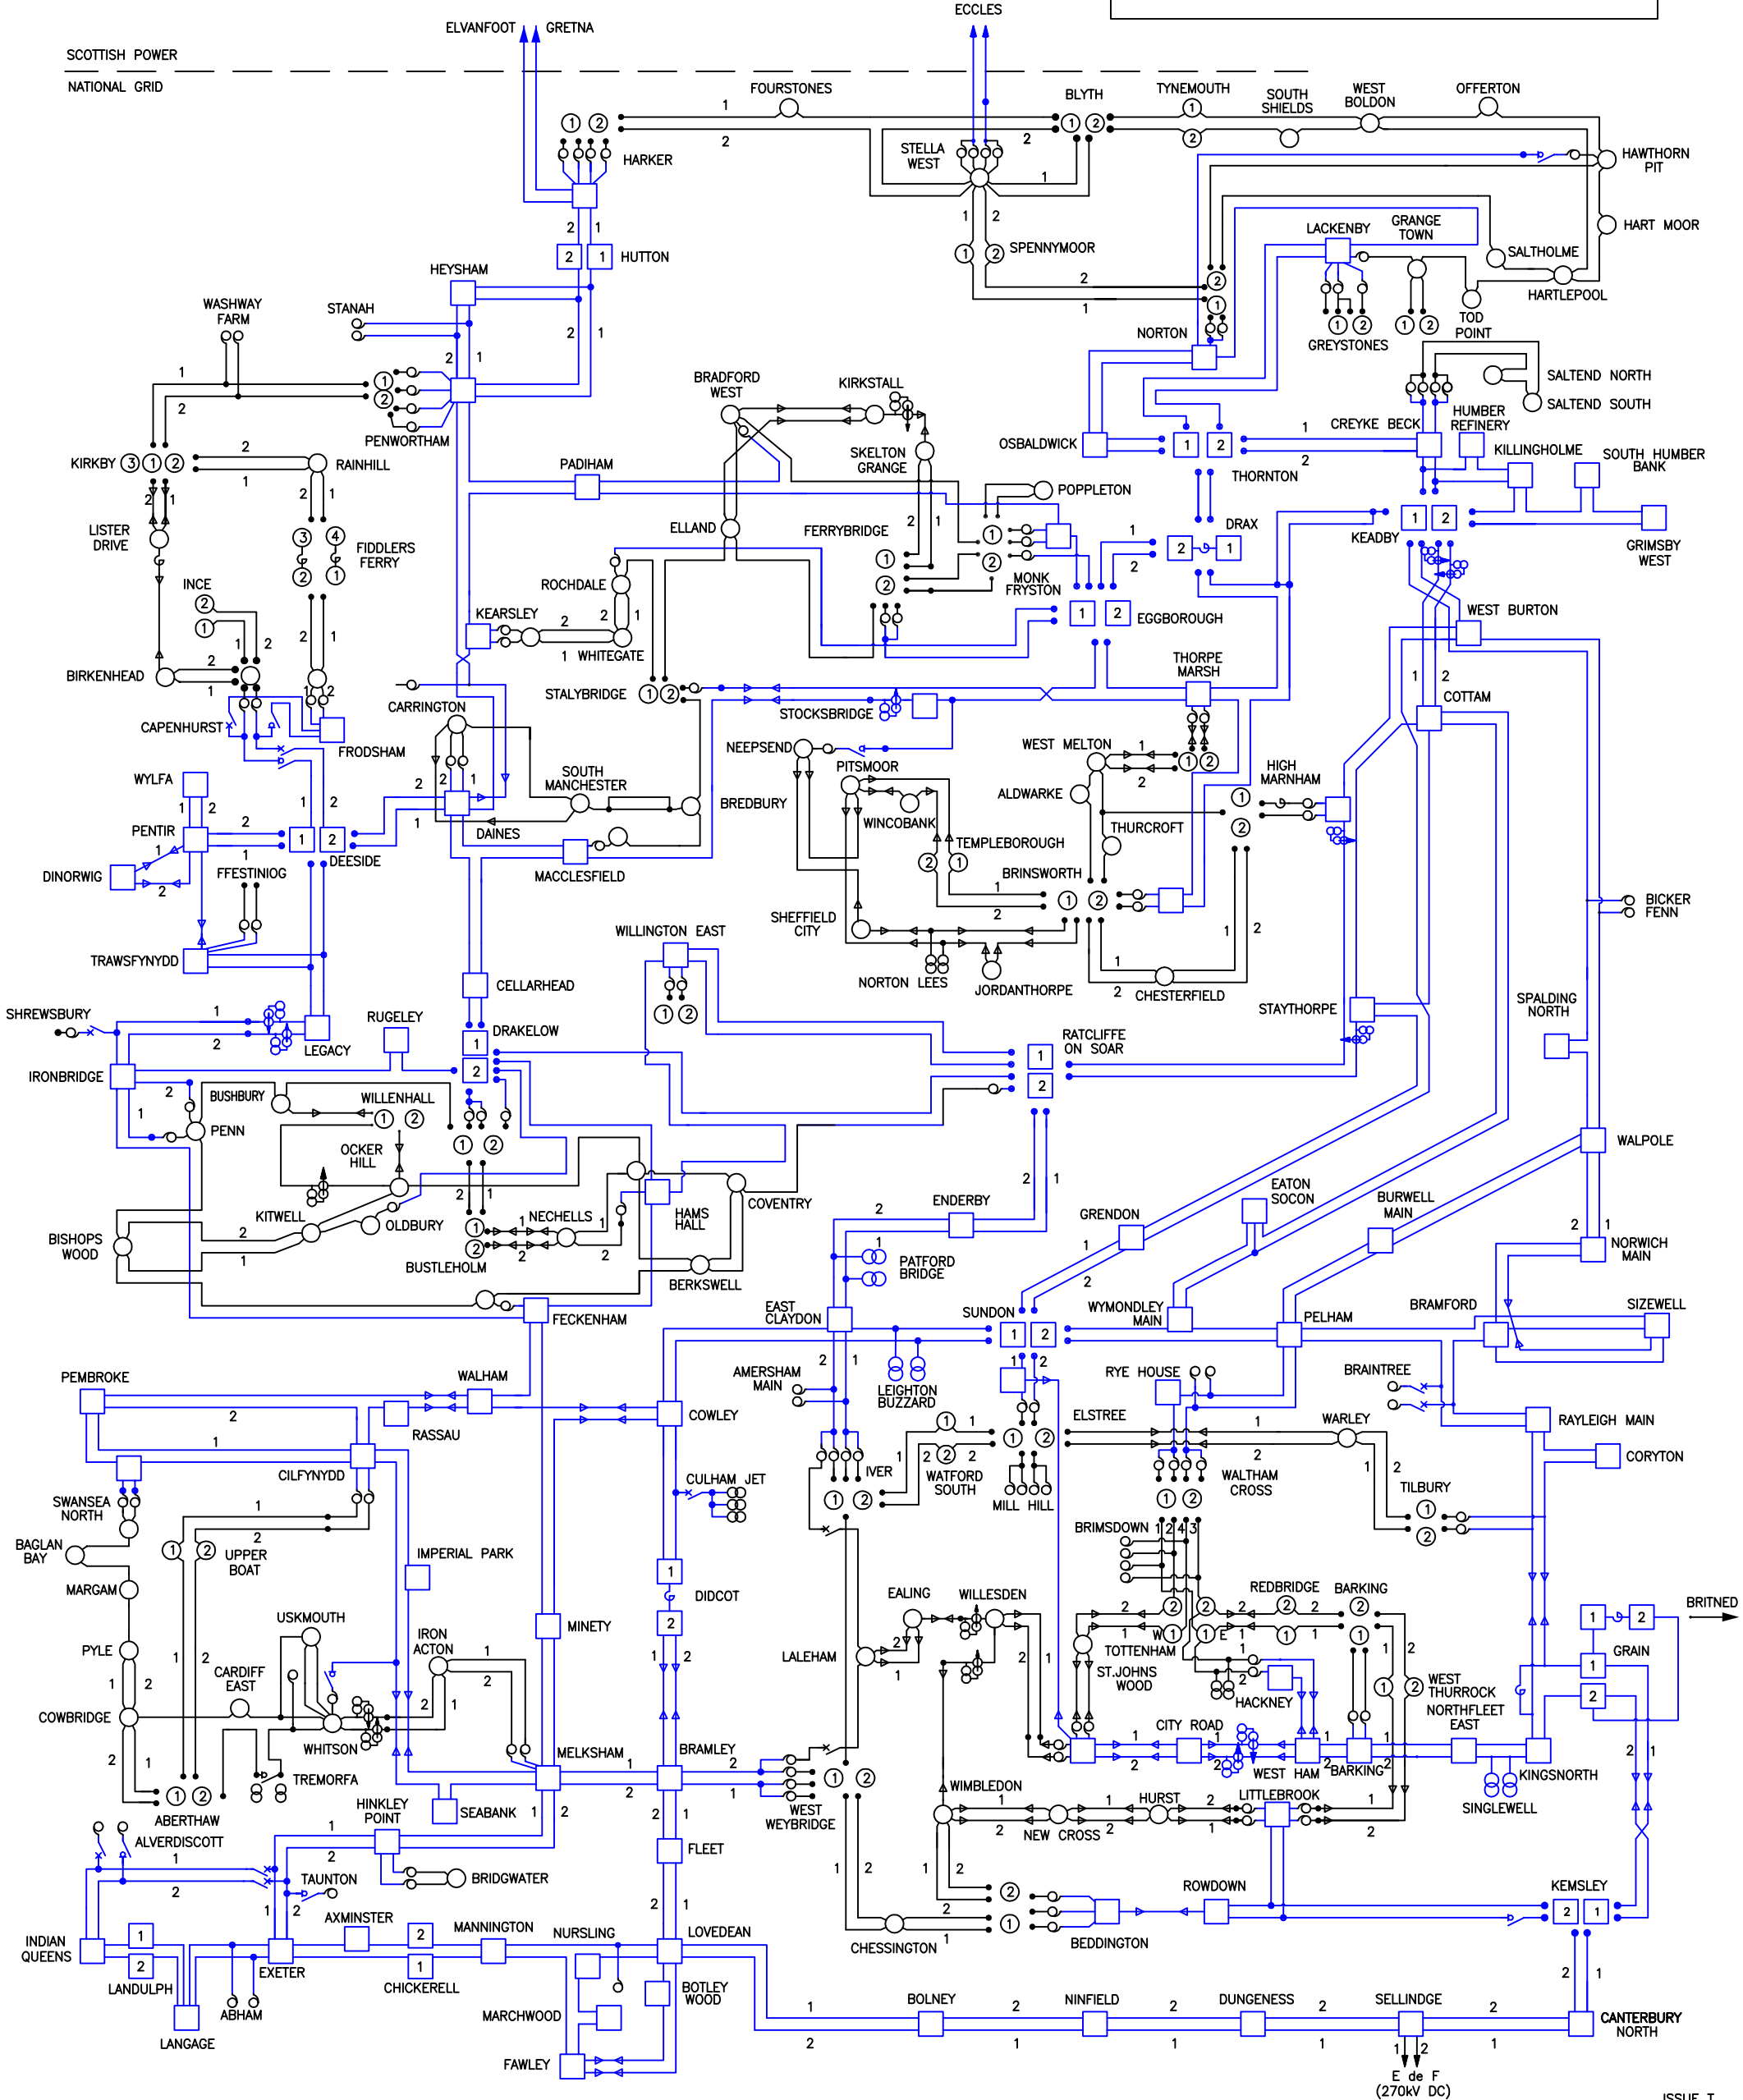 ECCLES
ELVANFOOT GRETNA
SCOTTISH POWER
NATIONAL GRID
FOURSTONES
BLYTH
TYNEMOUTH
SOUTH
SHIELDS
WEST
BOLDON
OFFERTON
HARKER
STELLA
WEST
HAWTHORN
PIT
HUTTON
SPENNYMOOR
LACKENBY
GRANGE
TOWN
HART MOOR
SALTHOLME
HARTLEPOOL
HEYSHAM
WASHWAY
FARM
STANAH
TOD
POINT
NORTON
GREYSTONES
BRADFORD
WEST
KIRKSTALL
SALTEND NORTH
SALTEND SOUTH
PENWORTHAM
CREYKE BECK
HUMBER
REFINERY
OSBALDWICK
KILLINGHOLME
SOUTH HUMBER
BANK
KIRKBY
RAINHILL
PADIHAM
SKELTON
GRANGE
THORNTON
POPPLETON
LISTER
DRIVE
ELLAND
FERRYBRIDGE
DRAX
KEADBY
GRIMSBY
WEST
FIDDLERS
FERRY
INCE
ROCHDALE
MONK
FRYSTON
KEARSLEY
EGGBOROUGH
WEST BURTON
WHITEGATE
BIRKENHEAD
THORPE
MARSH
STALYBRIDGE
CARRINGTON
STOCKSBRIDGE
COTTAM
CAPENHURST
FRODSHAM
NEEPSEND
WEST MELTON
HIGH
MARNHAM
WYLFA
SOUTH
MANCHESTER
PITSMOOR
ALDWARKE
BREDBURY
WINCOBANK
THURCROFT
PENTIR
DAINES
TEMPLEBOROUGH
DEESIDE
DINORWIG
FFESTINIOG
MACCLESFIELD
BRINSWORTH
BICKER
FENN
SHEFFIELD
CITY
WILLINGTON EAST
TRAWSFYNYDD
CELLARHEAD
NORTON LEES
JORDANTHORPE
CHESTERFIELD
STAYTHORPE
SPALDING
NORTH
SHREWSBURY
RUGELEY
DRAKELOW
LEGACY
RATCLIFFE
ON SOAR
IRONBRIDGE
BUSHBURY
WILLENHALL
PENN
OCKER
HILL
WALPOLE
EATON
SOCON
BURWELL
MAIN
ENDERBY
COVENTRY
KITWELL
OLDBURY
NECHELLS
HAMS
HALL
GRENDON
BISHOPS
WOOD
NORWICH
MAIN
BUSTLEHOLM
PATFORD
BRIDGE
BERKSWELL
EAST
CLAYDON
SUNDON
WYMONDLEY
MAIN
BRAMFORD
SIZEWELL
FECKENHAM
PELHAM
PEMBROKE
WALHAM
AMERSHAM
MAIN
LEIGHTON
BUZZARD
RYE HOUSE
BRAINTREE
RASSAU
COWLEY
ELSTREE
WARLEY
RAYLEIGH MAIN
CILFYNYDD
CORYTON
IVER
WATFORD
SOUTH
CULHAM JET
MILL HILL
WALTHAM
CROSS
TILBURY
SWANSEA
NORTH
BRIMSDOWN
BAGLAN
BAY
UPPER
BOAT
IMPERIAL PARK
MARGAM
DIDCOT
EALING
WILLESDEN
REDBRIDGE
BARKING
BRITNED
USKMOUTH
MINETY
IRON
ACTON
PYLE
LALEHAM
TOTTENHAM
W E
GRAIN
CARDIFF
EAST
ST.JOHNS
WOOD
HACKNEY
WEST
THURROCK
COWBRIDGE
NORTHFLEET
EAST
WHITSON
CITY ROAD
MELKSHAM
BRAMLEY
WEST HAM
BARKING
KINGSNORTH
TREMORFA
SINGLEWELL
ABERTHAW
HINKLEY
POINT
SEABANK
WEST
WEYBRIDGE
WIMBLEDON
HURST
LITTLEBROOK
NEW CROSS
ALVERDISCOTT
FLEET
TAUNTON
BRIDGWATER
ROWDOWN
KEMSLEY
AXMINSTER
MANNINGTON
NURSLING
LOVEDEAN
INDIAN
QUEENS
LANDULPH
EXETER
CHICKERELL
CHESSINGTON
BEDDINGTON
ABHAM
BOTLEY
WOOD
MARCHWOOD
BOLNEY
NINFIELD
DUNGENESS
SELLINDGE
CANTERBURY
NORTH
LANGAGE
FAWLEY
E de F
(270kV DC)
ISSUE T